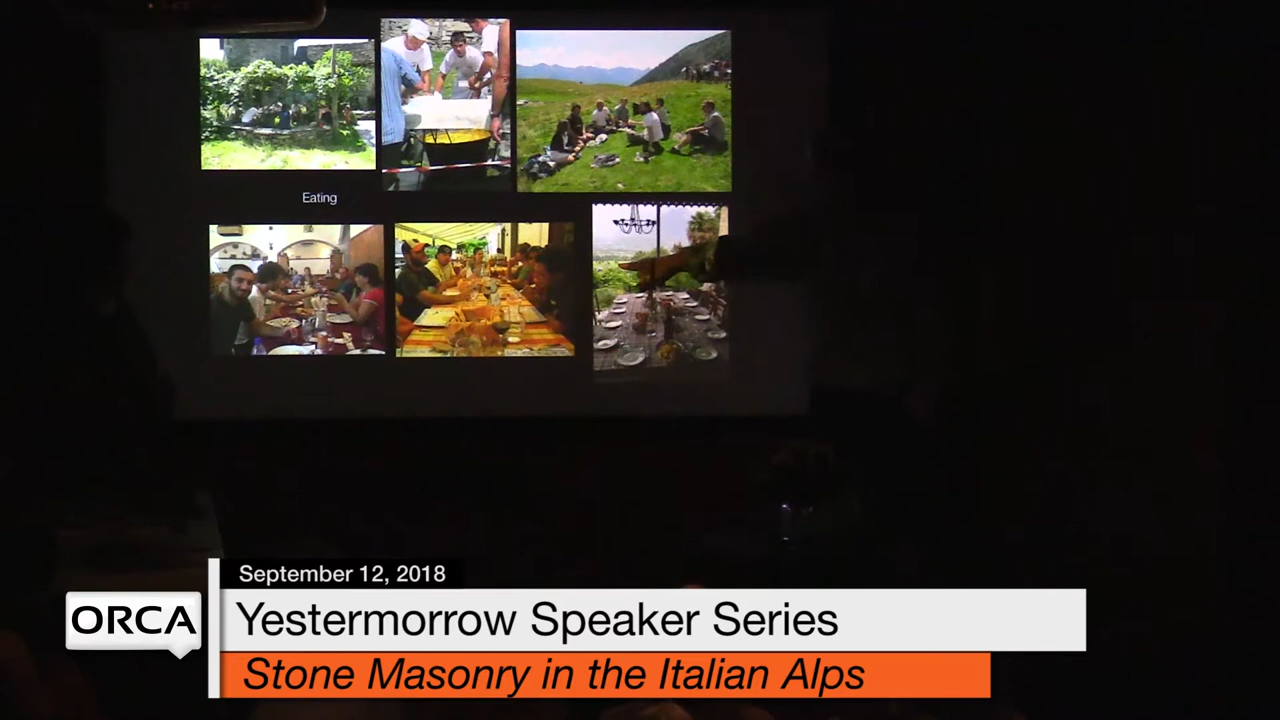 Eating
September 12, 2018
ORCA
Yestermorrow Speaker Series
Stone Masonry in the Italian Alps